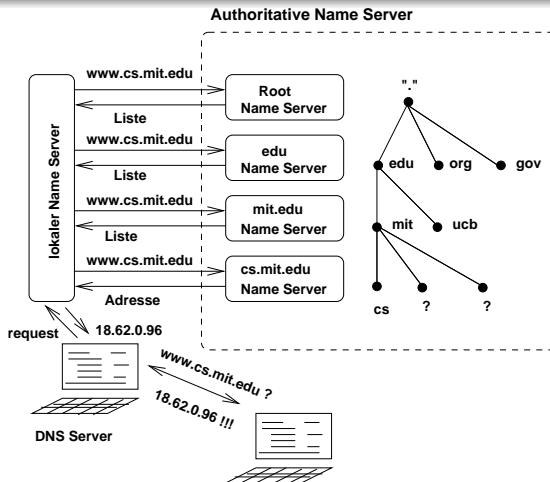 Authoritative Name Server
www.cs.mit.edu
Root
Name Server
Liste
www.cs.mit.edu
edu
Name Server
Liste
www.cs.mit.edu
mit.edu
Name Server
Liste
www.cs.mit.edu
cs.mit.edu
Name Server
Adresse
lokaler Name Server
"."
edu
org
gov
mit
ucb
cs
?
?
request
18.62.0.96
www.cs.mit.edu ?
18.62.0.96 !!!
DNS Server